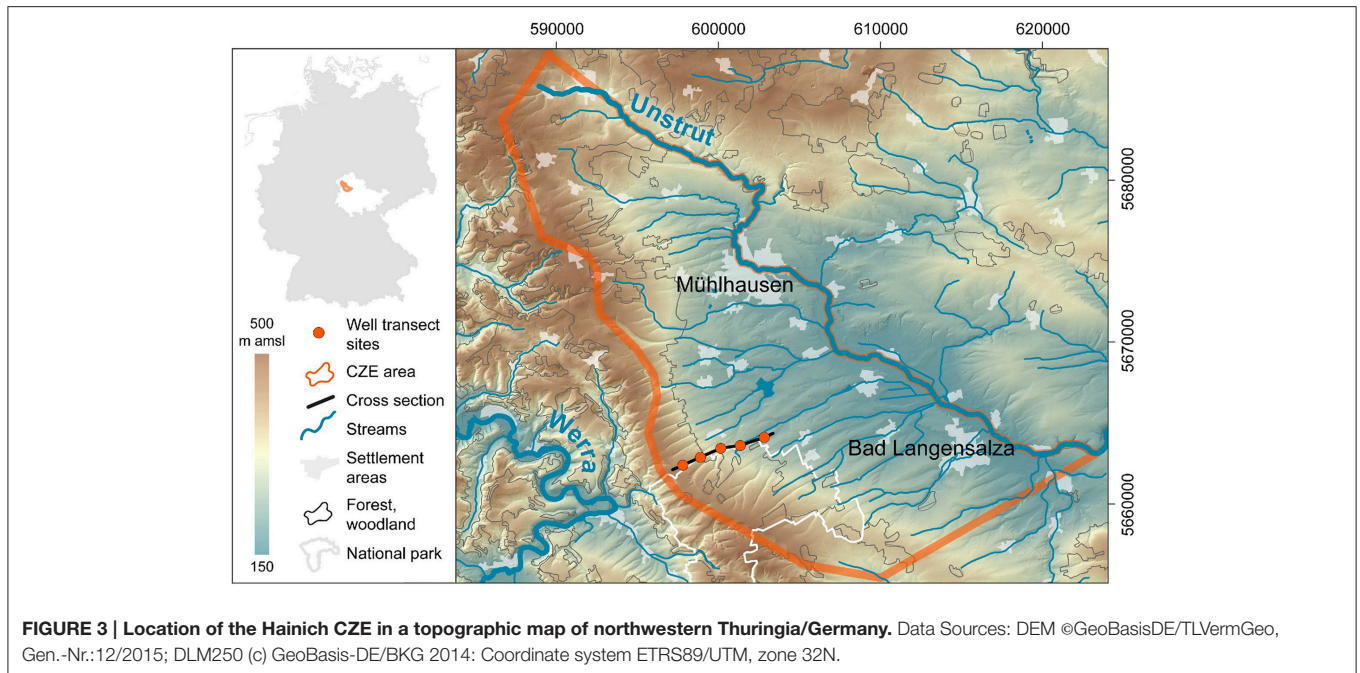 590000 600000 610000 620000
Unstrut
5680000
Mühlhausen
5670000
Werra
Bad Langensalza
5660000
500
m amsl
150
Well transect
sites
CZE area
Cross section
Streams
Settlement
areas
Forest,
woodland
National park
FIGURE 3 | Location of the Hainich CZE in a topographic map of northwestern Thuringia/Germany. Data Sources: DEM ©GeoBasisDE/TLVermGeo,
Gen.-Nr.:12/2015; DLM250 (c) GeoBasis-DE/BKG 2014: Coordinate system ETRS89/UTM, zone 32N.